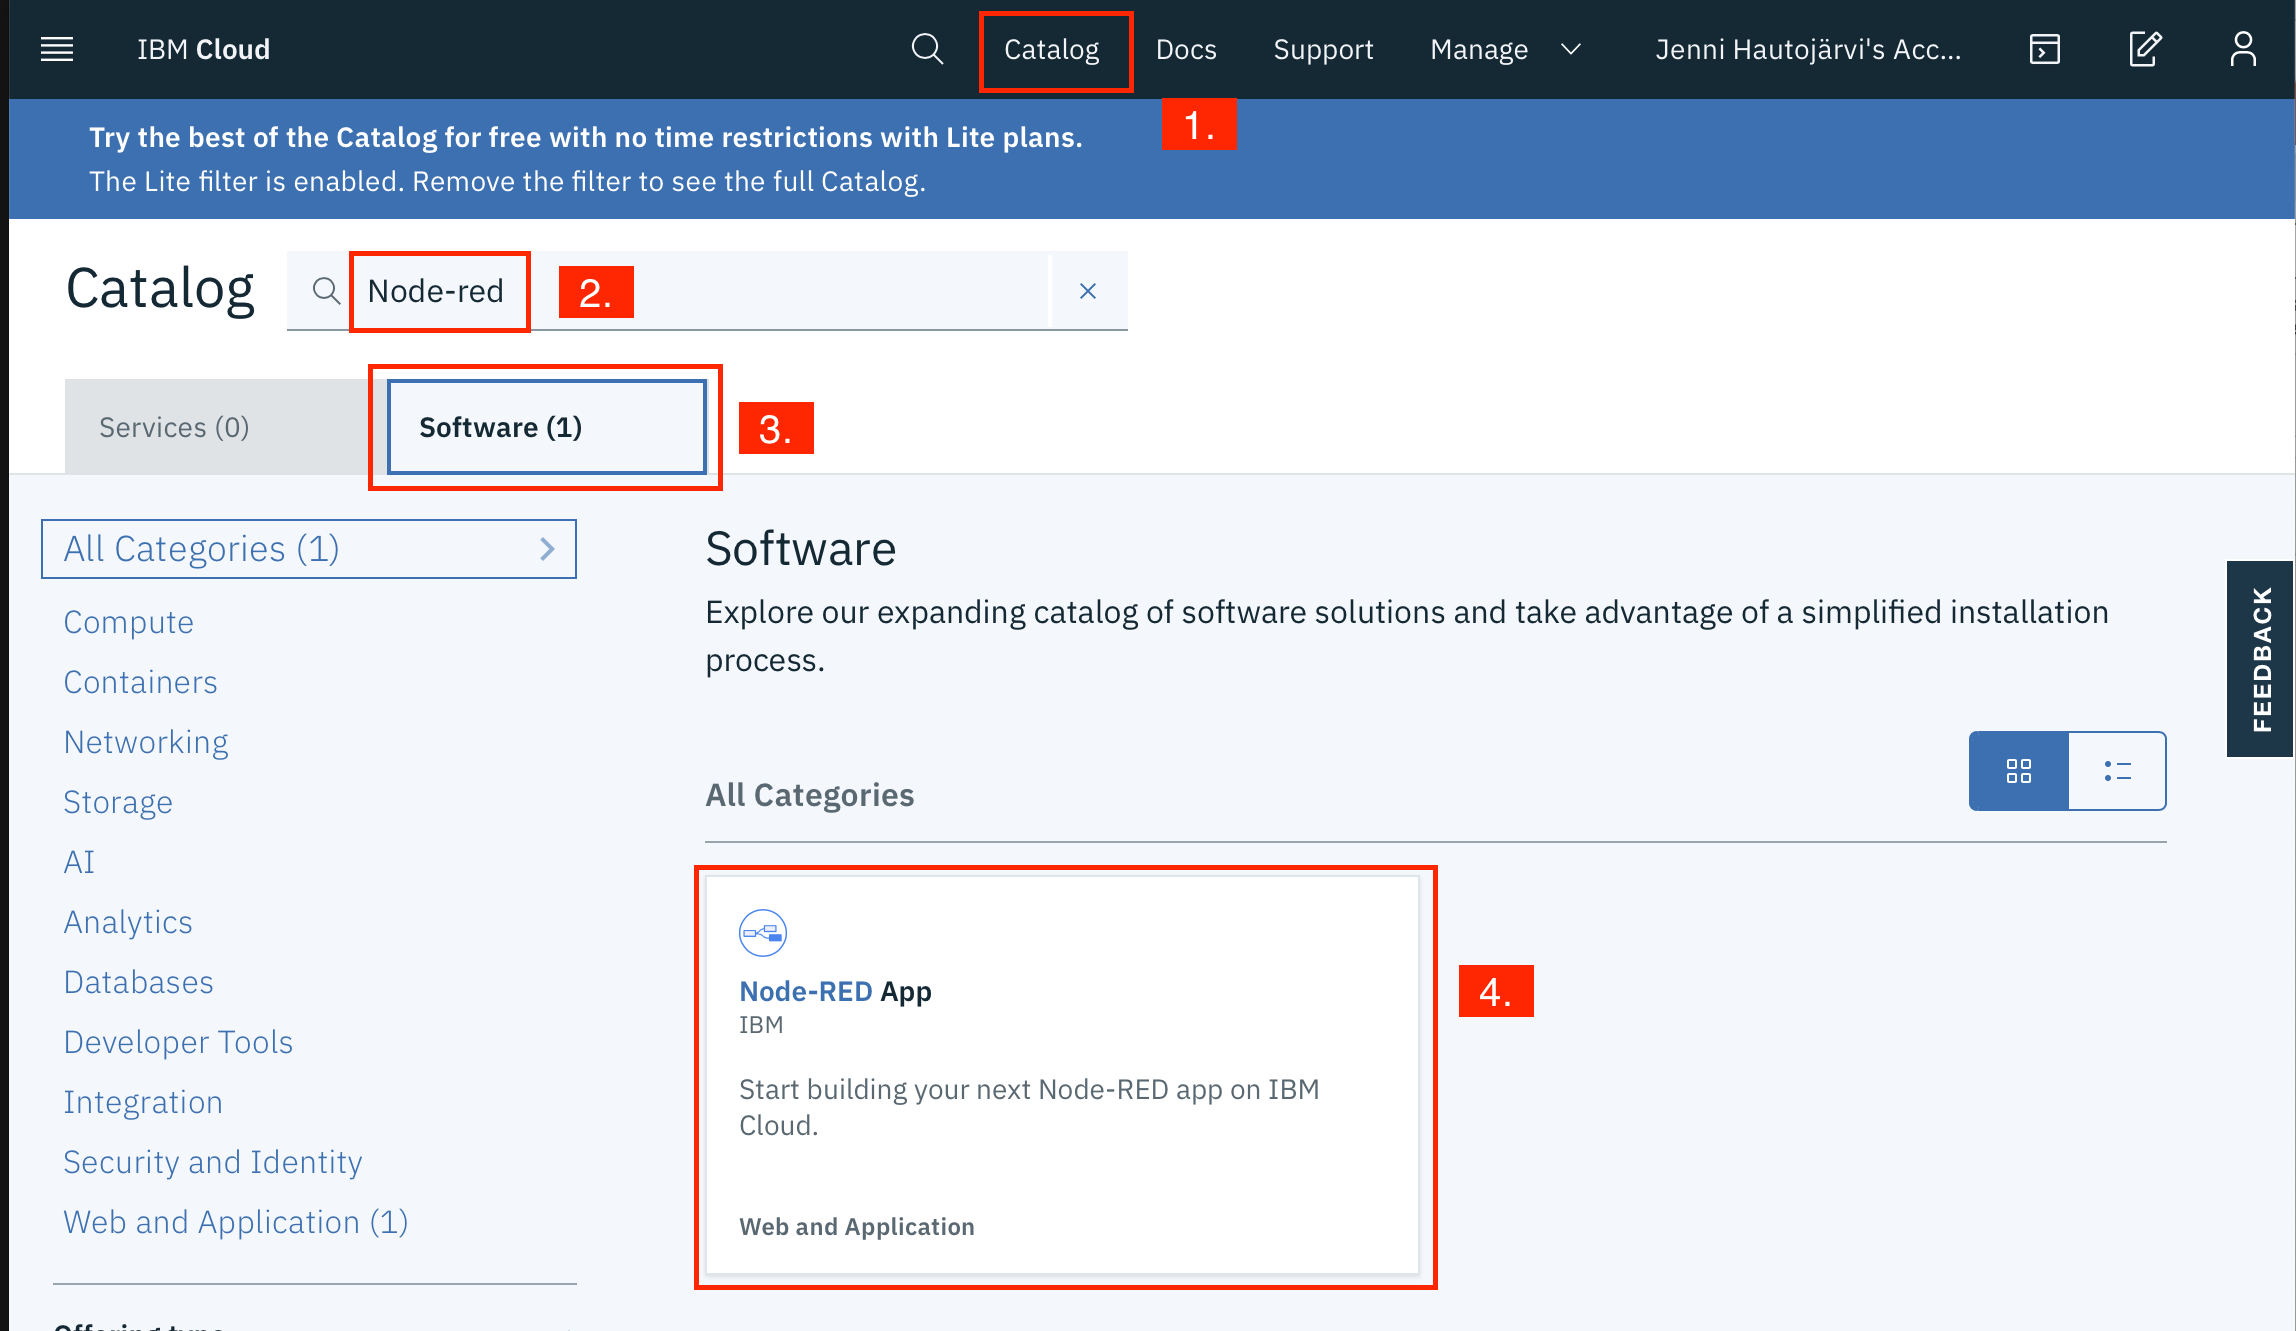 IBM Cloud
Catalog
Docs
Support
Manage
Jenni Hautojärvi's Acc...
1.
Try the best of the Catalog for free with no time restrictions with Lite plans.
The Lite filter is enabled. Remove the filter to see the full Catalog.
Catalog
Node-red
2.
Services (0)
Software (1)
3.
All Categories (1)
Compute
Containers
Networking
Storage
AI
Analytics
Databases
Developer Tools
Integration
Security and Identity
Web and Application (1)
Offering type
Software
Explore our expanding catalog of software solutions and take advantage of a simplified installation
process.
All Categories
Node-RED App
IBM
Start building your next Node-RED app on IBM
Cloud.
Web and Application
4.
FEEDBACK